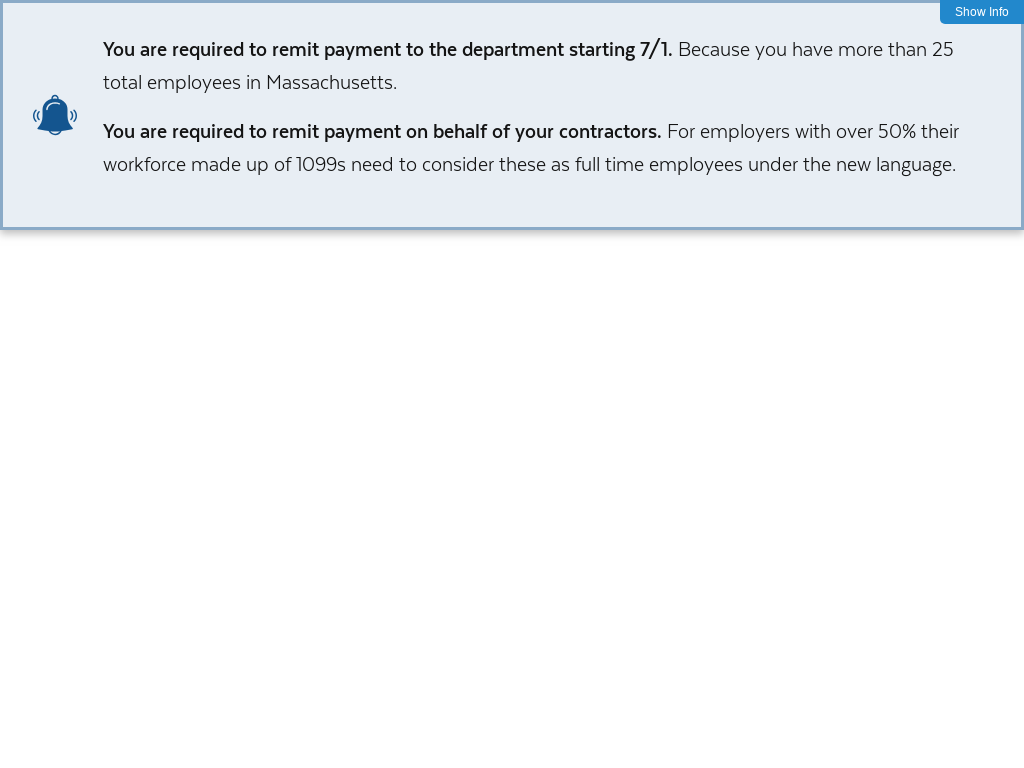 Show Info
You are required to remit payment to the department starting 7/1. Because you have more than 25
total employees in Massachusetts.
You are required to remit payment on behalf of your contractors. For employers with over 50% their
workforce made up of 1099s need to consider these as full time employees under the new language.